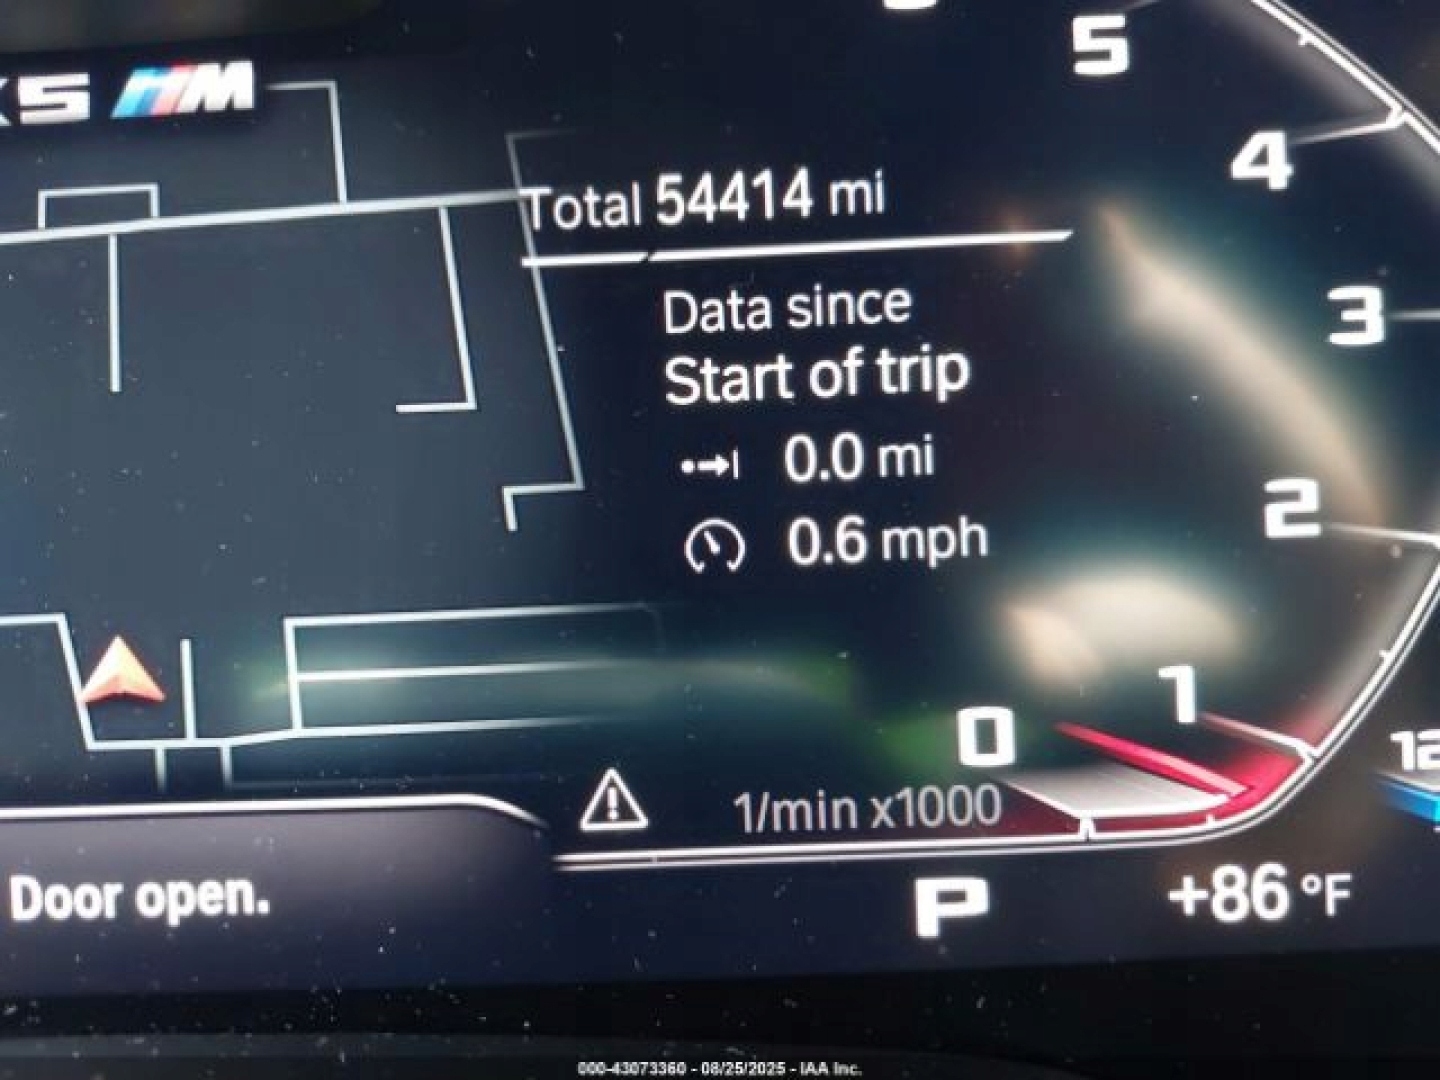 X5 M
5
4
Total 54414 mi
Data since
3
Start of trip
0.0 mi
2
0.6 mph
1
0
12
1/min x1000
Door open.
P
+86 °F
000-43073360 - 08/25/2025 - IAA Inc.